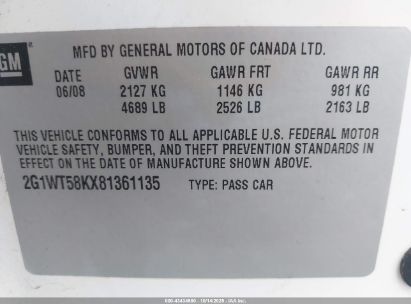 GM
MFD BY GENERAL MOTORS OF CANADA LTD.
DATE GVWR GAWR FRT GAWR RR
06/08 2127 KG 1146 KG 981 KG
4689 LB 2526 LB 2163 LB
THIS VEHICLE CONFORMS TO ALL APPLICABLE U.S. FEDERAL MOTOR
VEHICLE SAFETY, BUMPER, AND THEFT PREVENTION STANDARDS IN
EFFECT ON THE DATE OF MANUFACTURE SHOWN ABOVE.
2G1WT58KX81361135 TYPE: PASS CAR